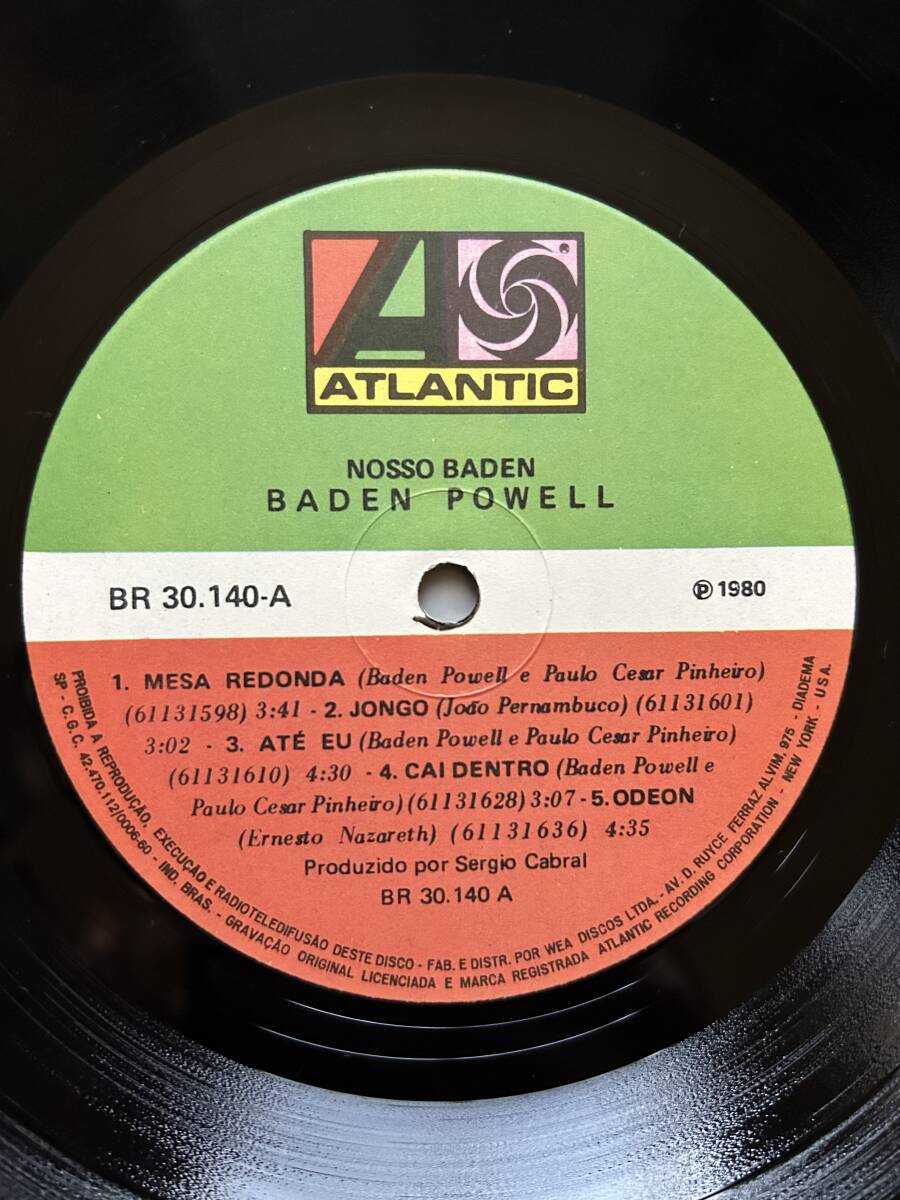 ATLANTIC
NOSSO BADEN
BADEN POWELL
BR 30.140-A
℗ 1980
1. MESA REDONDA (Baden Powell e Paulo Cesar Pinheiro)
(61131598) 3:41 - 2. JONGO (João Pernambuco) (61131601)
3:02 - 3. ATÉ EU (Baden Powell e Paulo Cesar Pinheiro)
(61131610) 4:30 - 4. CAI DENTRO (Baden Powell e
Paulo Cesar Pinheiro) (61131628) 3:07 - 5. ODEON
(Ernesto Nazareth) (61131636) 4:35
Produzido por Sergio Cabral
BR 30.140 A
PROIBIDA A REPRODUÇÃO, EXECUÇÃO E RADIOTELEDIFUSÃO DESTE DISCO - FAB. E DISTR. POR WEA DISCOS LTDA. - AV. D. RUYCE FERRAZ ALVIM, 975 - DIADEMA
SP - C.G.C. 42.470.112/0006-60 - IND. BRAS. - GRAVAÇÃO ORIGINAL LICENCIADA E MARCA REGISTRADA ATLANTIC RECORDING CORPORATION - NEW YORK - USA.